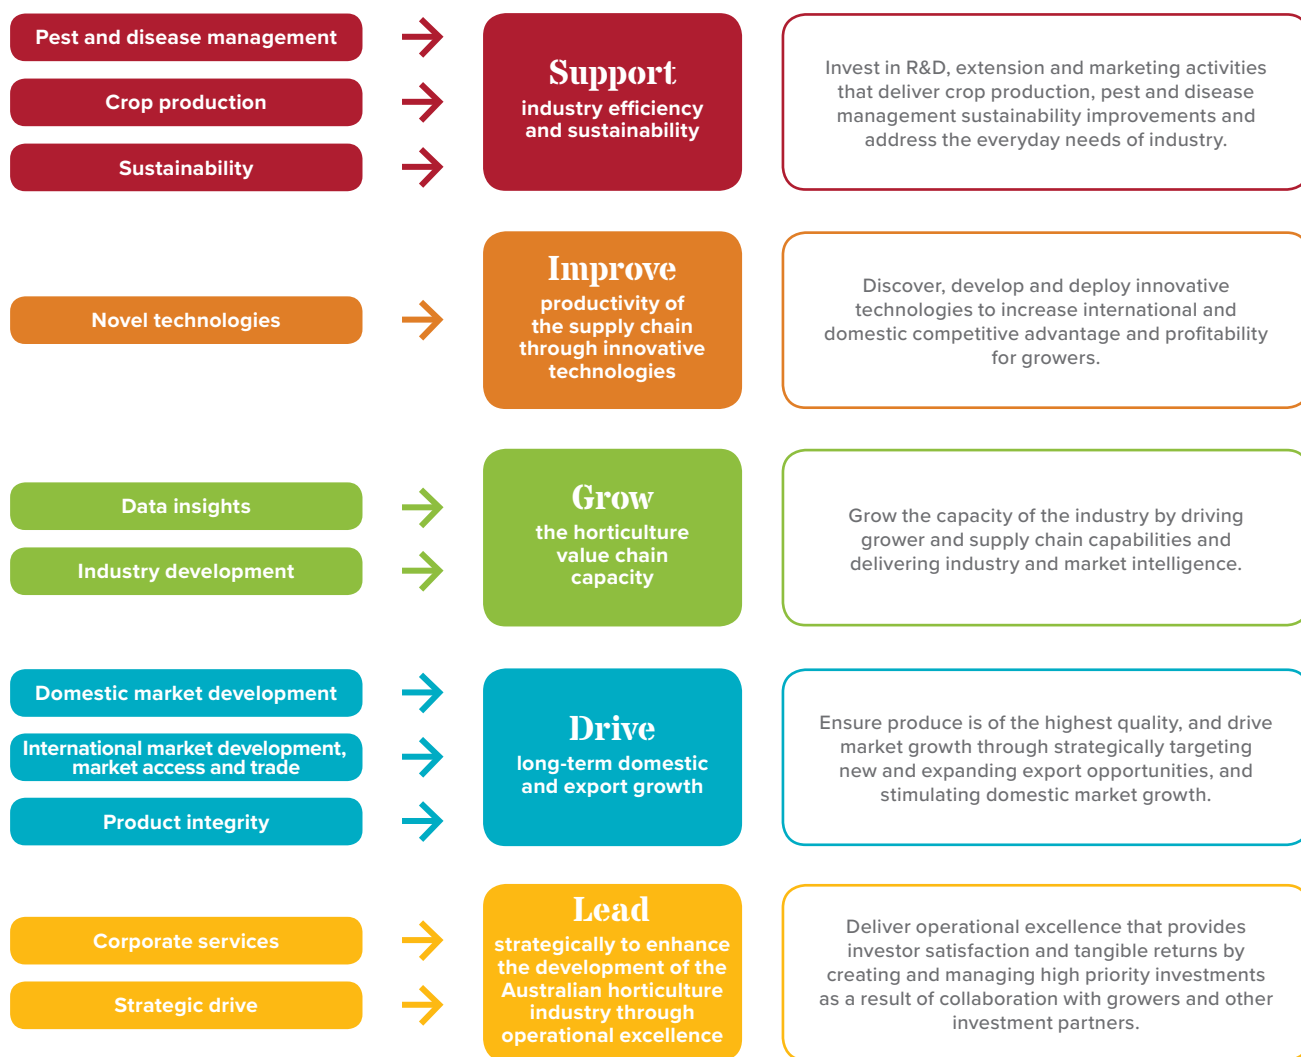 Pest and disease management
Crop production
Sustainability
Support
industry efficiency
and sustainability
Invest in R&D, extension and marketing activities
that deliver crop production, pest and disease
management sustainability improvements and
address the everyday needs of industry.
Novel technologies
Improve
productivity of
the supply chain
through innovative
technologies
Discover, develop and deploy innovative
technologies to increase international and
domestic competitive advantage and profitability
for growers.
Data insights
Industry development
Grow
the horticulture
value chain
capacity
Grow the capacity of the industry by driving
grower and supply chain capabilities and
delivering industry and market intelligence.
Domestic market development
International market development,
market access and trade
Product integrity
Drive
long-term domestic
and export growth
Ensure produce is of the highest quality, and drive
market growth through strategically targeting
new and expanding export opportunities, and
stimulating domestic market growth.
Corporate services
Strategic drive
Lead
strategically to enhance
the development of the
Australian horticulture
industry through
operational excellence
Deliver operational excellence that provides
investor satisfaction and tangible returns by
creating and managing high priority investments
as a result of collaboration with growers and other
investment partners.